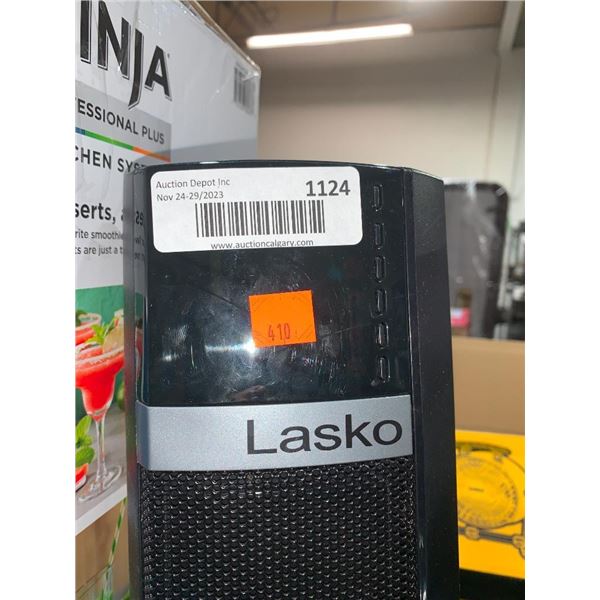 INJA
ESSIONAL PLUS
CHEN SYS
serts, a
rite smoothie
ts are just a t
Auction Depot Inc
Nov 24-29/2023
1124
www.auctioncalgary.com
410
Lasko